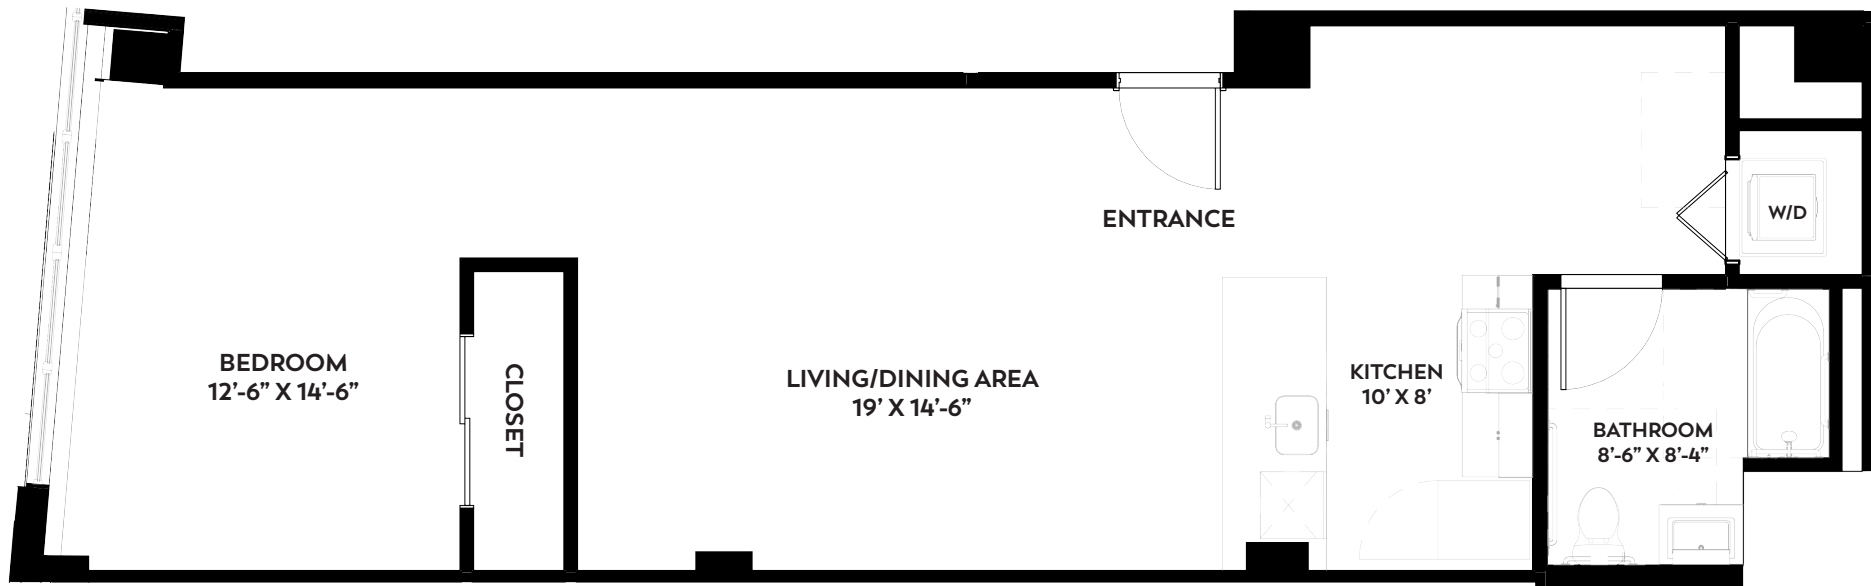 ENTRANCE
W/D
BEDROOM
12’-6” X 14’-6”
CLOSET
LIVING/DINING AREA
19’ X 14’-6”
KITCHEN
10’ X 8’
BATHROOM
8’-6” X 8’-4”